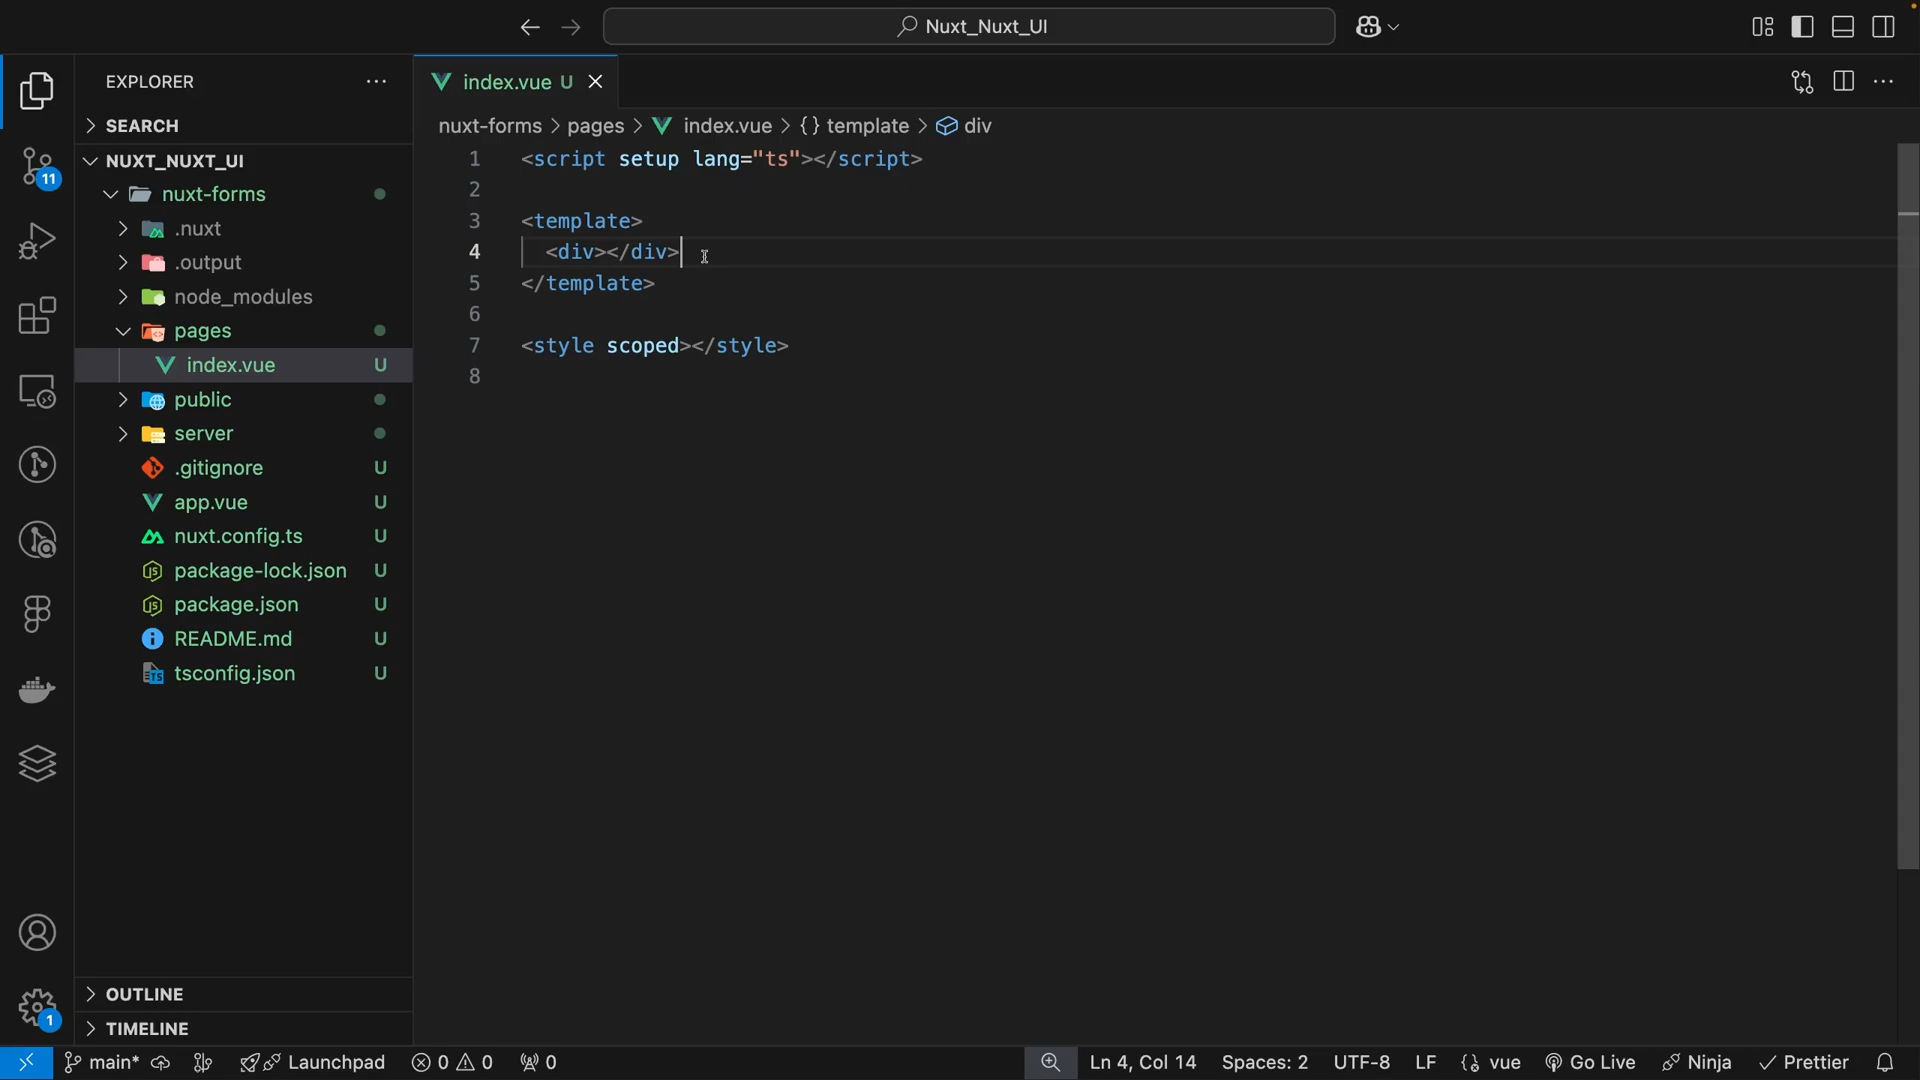 Nuxt_Nuxt_UI
EXPLORER
index.vue U
SEARCH
nuxt-forms pages index.vue {} template div
NUXT_NUXT_UI
nuxt-forms
.nuxt
.output
node_modules
pages
index.vue U
public
server
.gitignore U
app.vue U
nuxt.config.ts U
package-lock.json U
package.json U
README.md U
tsconfig.json U
OUTLINE
TIMELINE
11
1
1 <script setup lang="ts"></script>
2
3 <template>
4 <div></div>
5 </template>
6
7 <style scoped></style>
8
main* Launchpad 0 0 0 Ln 4, Col 14 Spaces: 2 UTF-8 LF {} vue Go Live Ninja Prettier